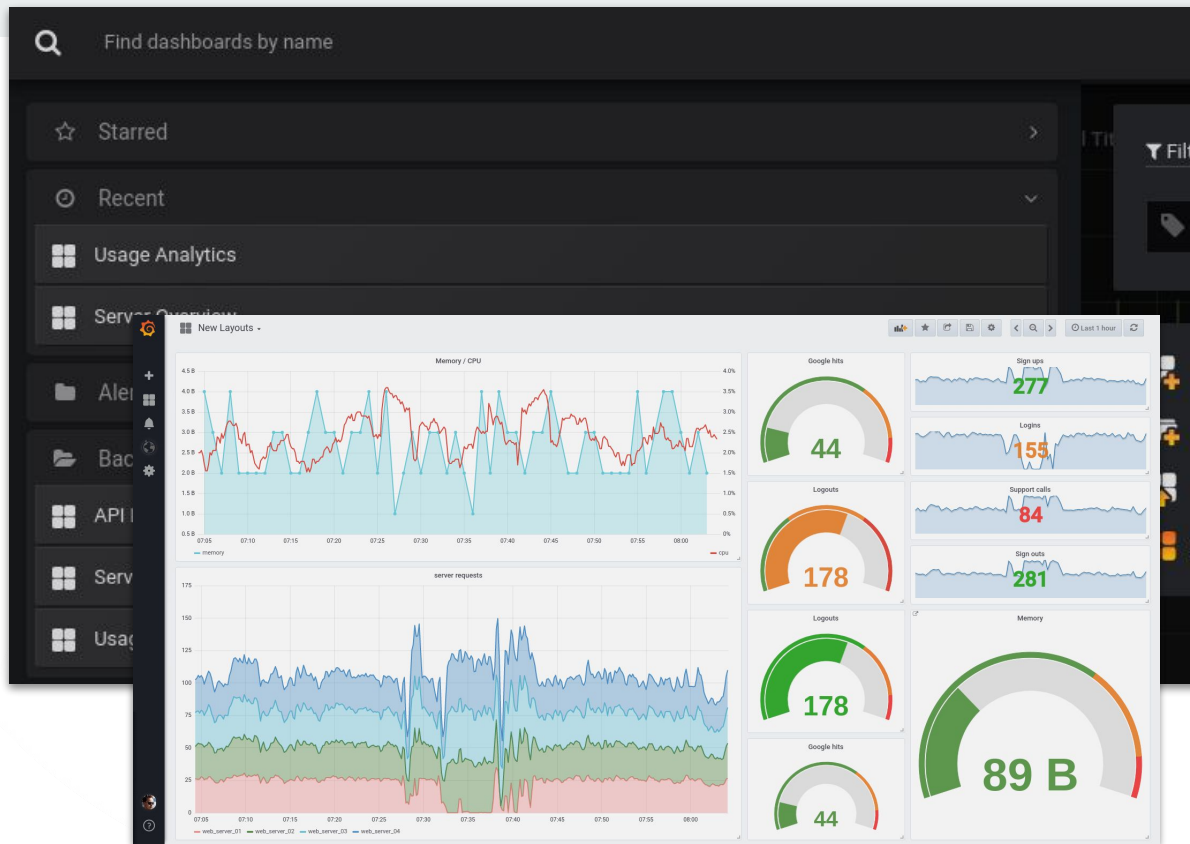 Find dashboards by name
Starred
Recent
Usage Analytics
Server Overview
New Layouts
Last 1 hour
Memory / CPU
4.5 B
4.0 B
3.5 B
3.0 B
2.5 B
2.0 B
1.5 B
1.0 B
0.5 B
4.0%
3.5%
3.0%
2.5%
2.0%
1.5%
1.0%
0.5%
0%
07:05 07:10 07:15 07:20 07:25 07:30 07:35 07:40 07:45 07:50 07:55 08:00
memory cpu
server requests
175
150
125
100
75
50
25
0
07:05 07:10 07:15 07:20 07:25 07:30 07:35 07:40 07:45 07:50 07:55 08:00
web_server_01 web_server_02 web_server_03 web_server_04
Google hits
44
Logouts
178
Logouts
178
Google hits
44
Sign ups
277
Logins
155
Support calls
84
Sign outs
281
Memory
89 B
API